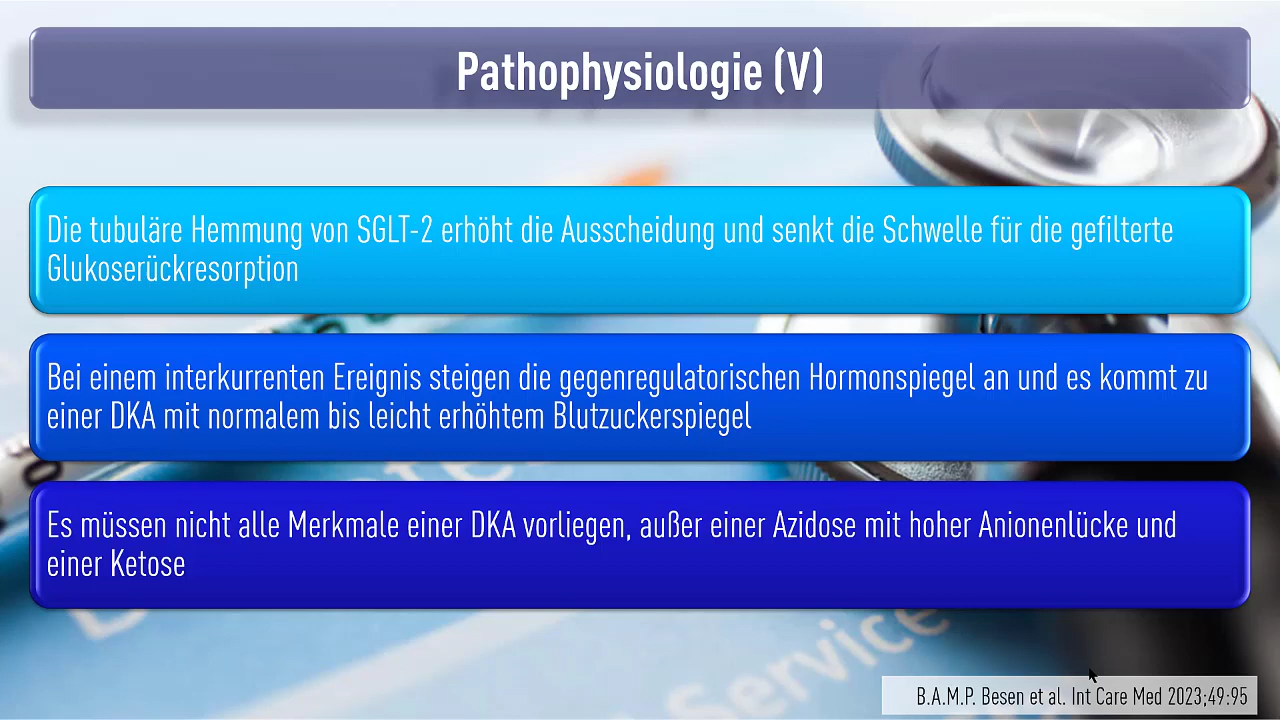 Pathophysiologie (V)
Die tubuläre Hemmung von SGLT-2 erhöht die Ausscheidung und senkt die Schwelle für die gefilterte
Glukoserückresorption
Bei einem interkurrenten Ereignis steigen die gegenregulatorischen Hormonspiegel an und es kommt zu
einer DKA mit normalem bis leicht erhöhtem Blutzuckerspiegel
Es müssen nicht alle Merkmale einer DKA vorliegen, außer einer Azidose mit hoher Anionenlücke und
einer Ketose
Service
B.A.M.P. Besen et al. Int Care Med 2023;49:95